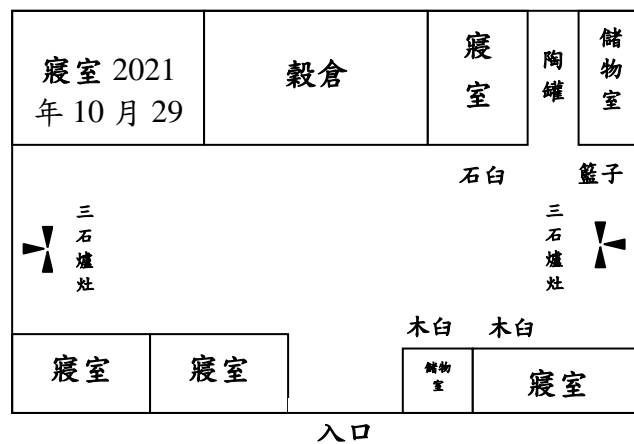 寢室 2021
年 10 月 29
穀倉
寢室
陶罐
儲物室
石臼
籃子
三石爐灶
三石爐灶
木臼
木臼
寢室
寢室
儲物
室
寢室
入口